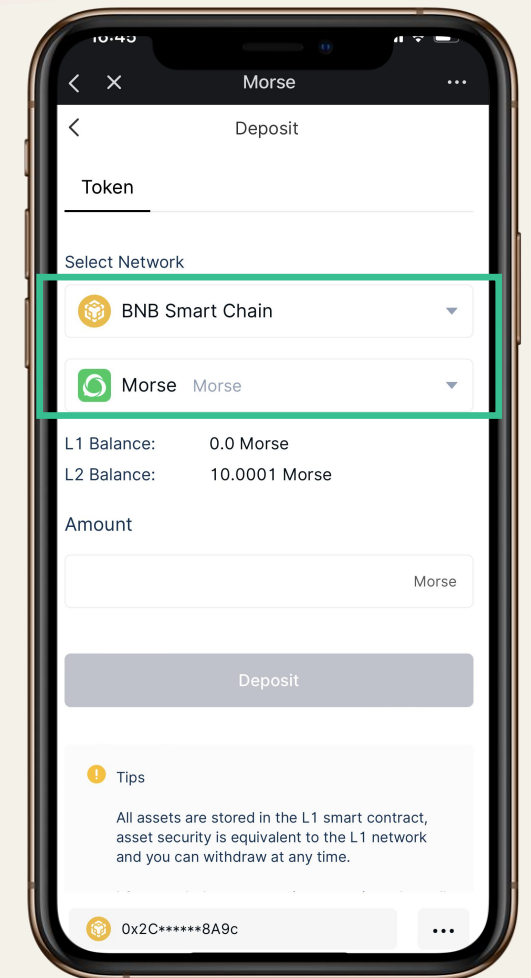 10:45
Morse
Deposit
Token
Select Network
BNB Smart Chain
Morse Morse
L1 Balance: 0.0 Morse
L2 Balance: 10.0001 Morse
Amount
Morse
Deposit
Tips
All assets are stored in the L1 smart contract,
asset security is equivalent to the L1 network
and you can withdraw at any time.
0x2C******8A9c